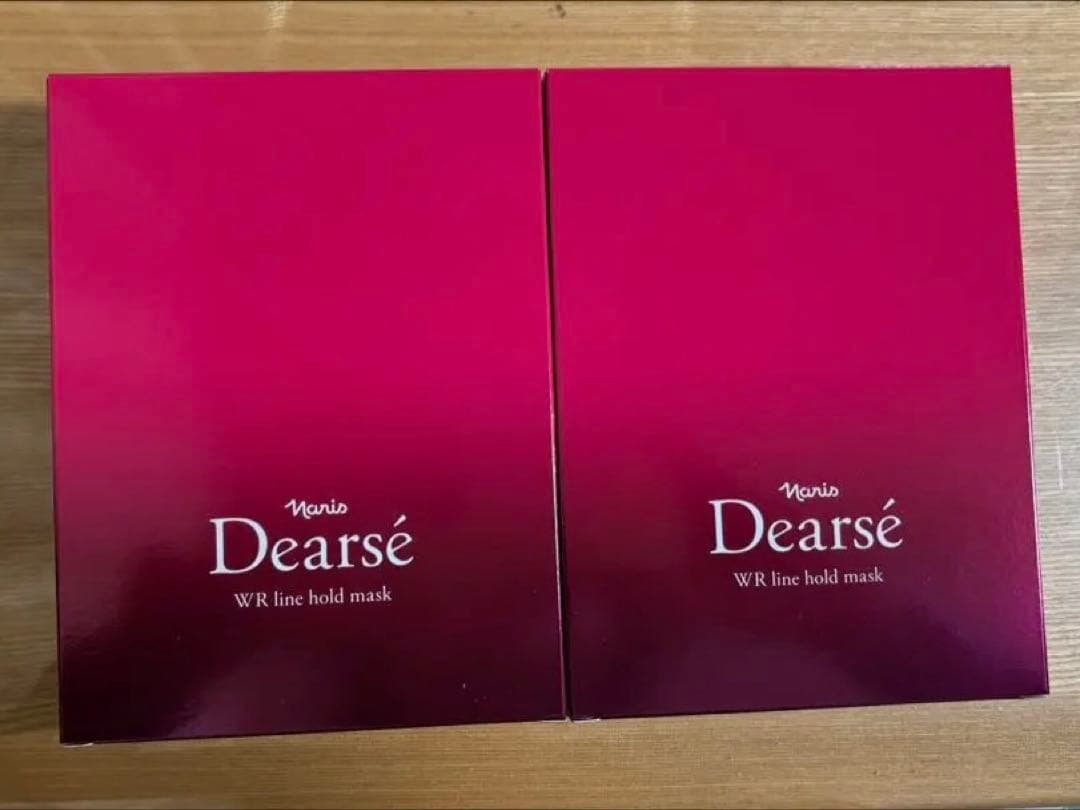 Naris
Dearsé
WR line hold mask
Naris
Dearsé
WR line hold mask